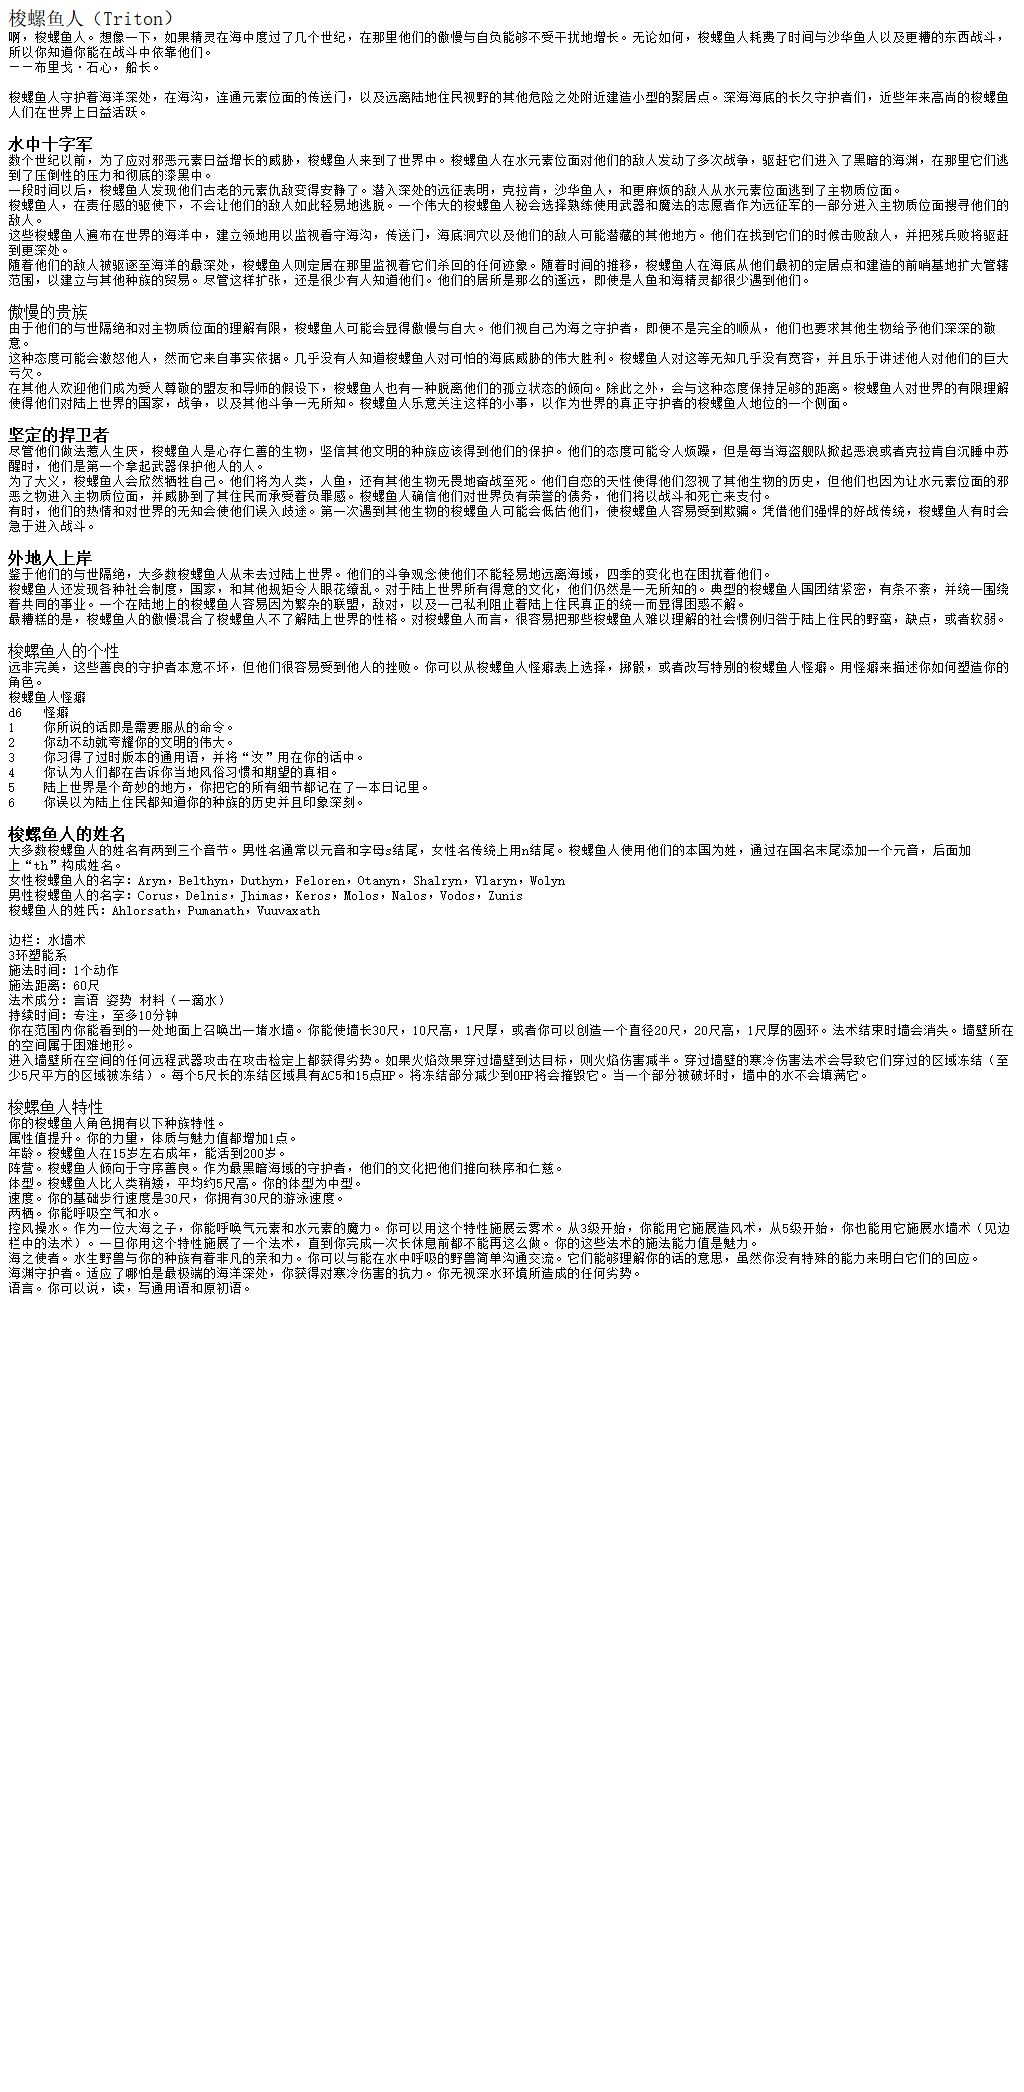 梭螺鱼人（Triton）
啊，梭螺鱼人。想像一下，如果精灵在海中度过了几个世纪，在那里他们的傲慢与自负能够不受干扰地增长。无论如何，梭螺鱼人耗费了时间与沙华鱼人以及更糟的东西战斗，
所以你知道你能在战斗中依靠他们。
——布里戈·石心，船长。
梭螺鱼人守护着海洋深处，在海沟，连通元素位面的传送门，以及远离陆地住民视野的其他危险之处附近建造小型的聚居点。深海海底的长久守护者们，近些年来高尚的梭螺鱼
人们在世界上日益活跃。
水中十字军
数个世纪以前，为了应对邪恶元素日益增长的威胁，梭螺鱼人来到了世界中。梭螺鱼人在水元素位面对他们的敌人发动了多次战争，驱赶它们进入了黑暗的海渊，在那里它们逃
到了压倒性的压力和彻底的漆黑中。
一段时间以后，梭螺鱼人发现他们古老的元素仇敌变得安静了。潜入深处的远征表明，克拉肯，沙华鱼人，和更麻烦的敌人从水元素位面逃到了主物质位面。
梭螺鱼人，在责任感的驱使下，不会让他们的敌人如此轻易地逃脱。一个伟大的梭螺鱼人秘会选择熟练使用武器和魔法的志愿者作为远征军的一部分进入主物质位面搜寻他们的
敌人。
这些梭螺鱼人遍布在世界的海洋中，建立领地用以监视看守海沟，传送门，海底洞穴以及他们的敌人可能潜藏的其他地方。他们在找到它们的时候击败敌人，并把残兵败将驱赶
到更深处。
随着他们的敌人被驱逐至海洋的最深处，梭螺鱼人则定居在那里监视着它们杀回的任何迹象。随着时间的推移，梭螺鱼人在海底从他们最初的定居点和建造的前哨基地扩大管辖
范围，以建立与其他种族的贸易。尽管这样扩张，还是很少有人知道他们。他们的居所是那么的遥远，即使是人鱼和海精灵都很少遇到他们。
傲慢的贵族
由于他们的与世隔绝和对主物质位面的理解有限，梭螺鱼人可能会显得傲慢与自大。他们视自己为海之守护者，即便不是完全的顺从，他们也要求其他生物给予他们深深的敬
意。
这种态度可能会激怒他人，然而它来自事实依据。几乎没有人知道梭螺鱼人对可怕的海底威胁的伟大胜利。梭螺鱼人对这等无知几乎没有宽容，并且乐于讲述他人对他们的巨大
亏欠。
在其他人欢迎他们成为受人尊敬的盟友和导师的假设下，梭螺鱼人也有一种脱离他们的孤立状态的倾向。除此之外，会与这种态度保持足够的距离。梭螺鱼人对世界的有限理解
使得他们对陆上世界的国家，战争，以及其他斗争一无所知。梭螺鱼人乐意关注这样的小事，以作为世界的真正守护者的梭螺鱼人地位的一个侧面。
坚定的捍卫者
尽管他们做法惹人生厌，梭螺鱼人是心存仁善的生物，坚信其他文明的种族应该得到他们的保护。他们的态度可能令人烦躁，但是每当海盗舰队掀起恶浪或者克拉肯自沉睡中苏
醒时，他们是第一个拿起武器保护他人的人。
为了大义，梭螺鱼人会欣然牺牲自己。他们将为人类，人鱼，还有其他生物无畏地奋战至死。他们自恋的天性使得他们忽视了其他生物的历史，但他们也因为让水元素位面的邪
恶之物进入主物质位面，并威胁到了其住民而承受着负罪感。梭螺鱼人确信他们对世界负有荣誉的债务，他们将以战斗和死亡来支付。
有时，他们的热情和对世界的无知会使他们误入歧途。第一次遇到其他生物的梭螺鱼人可能会低估他们，使梭螺鱼人容易受到欺骗。凭借他们强悍的好战传统，梭螺鱼人有时会
急于进入战斗。
外地人上岸
鉴于他们的与世隔绝，大多数梭螺鱼人从未去过陆上世界。他们的斗争观念使他们不能轻易地远离海域，四季的变化也在困扰着他们。
梭螺鱼人还发现各种社会制度，国家，和其他规矩令人眼花缭乱。对于陆上世界所有得意的文化，他们仍然是一无所知的。典型的梭螺鱼人国团结紧密，有条不紊，并统一围绕
着共同的事业。一个在陆地上的梭螺鱼人容易因为繁杂的联盟，敌对，以及一己私利阻止着陆上住民真正的统一而显得困惑不解。
最糟糕的是，梭螺鱼人的傲慢混合了梭螺鱼人不了解陆上世界的性格。对梭螺鱼人而言，很容易把那些梭螺鱼人难以理解的社会惯例归咎于陆上住民的野蛮，缺点，或者软弱。
梭螺鱼人的个性
远非完美，这些善良的守护者本意不坏，但他们很容易受到他人的挫败。你可以从梭螺鱼人怪癖表上选择，掷骰，或者改写特别的梭螺鱼人怪癖。用怪癖来描述你如何塑造你的
角色。
梭螺鱼人怪癖
d6 怪癖
1 你所说的话即是需要服从的命令。
2 你动不动就夸耀你的文明的伟大。
3 你习得了过时版本的通用语，并将“汝”用在你的话中。
4 你认为人们都在告诉你当地风俗习惯和期望的真相。
5 陆上世界是个奇妙的地方，你把它的所有细节都记在了一本日记里。
6 你误以为陆上住民都知道你的种族的历史并且印象深刻。
梭螺鱼人的姓名
大多数梭螺鱼人的姓名有两到三个音节。男性名通常以元音和字母s结尾，女性名传统上用n结尾。梭螺鱼人使用他们的本国为姓，通过在国名末尾添加一个元音，后面加
上“th”构成姓名。
女性梭螺鱼人的名字：Aryn，Belthyn，Duthyn，Feloren，Otanyn，Shalryn，Vlaryn，Wolyn
男性梭螺鱼人的名字：Corus，Delnis，Jhimas，Keros，Molos，Nalos，Vodos，Zunis
梭螺鱼人的姓氏：Ahlorsath，Pumanath，Vuuvaxath
边栏：水墙术
3环塑能系
施法时间：1个动作
施法距离：60尺
法术成分：言语 姿势 材料（一滴水）
持续时间：专注，至多10分钟
你在范围内你能看到的一处地面上召唤出一堵水墙。你能使墙长30尺，10尺高，1尺厚，或者你可以创造一个直径20尺，20尺高，1尺厚的圆环。法术结束时墙会消失。墙壁所在
的空间属于困难地形。
进入墙壁所在空间的任何远程武器攻击在攻击检定上都获得劣势。如果火焰效果穿过墙壁到达目标，则火焰伤害减半。穿过墙壁的寒冷伤害法术会导致它们穿过的区域冻结（至
少5尺平方的区域被冻结）。每个5尺长的冻结区域具有AC5和15点HP。将冻结部分减少到0HP将会摧毁它。当一个部分被破坏时，墙中的水不会填满它。
梭螺鱼人特性
你的梭螺鱼人角色拥有以下种族特性。
属性值提升。你的力量，体质与魅力值都增加1点。
年龄。梭螺鱼人在15岁左右成年，能活到200岁。
阵营。梭螺鱼人倾向于守序善良。作为最黑暗海域的守护者，他们的文化把他们推向秩序和仁慈。
体型。梭螺鱼人比人类稍矮，平均约5尺高。你的体型为中型。
速度。你的基础步行速度是30尺，你拥有30尺的游泳速度。
两栖。你能呼吸空气和水。
控风操水。作为一位大海之子，你能呼唤气元素和水元素的魔力。你可以用这个特性施展云雾术。从3级开始，你能用它施展造风术，从5级开始，你也能用它施展水墙术（见边
栏中的法术）。一旦你用这个特性施展了一个法术，直到你完成一次长休息前都不能再这么做。你的这些法术的施法能力值是魅力。
海之使者。水生野兽与你的种族有着非凡的亲和力。你可以与能在水中呼吸的野兽简单沟通交流。它们能够理解你的话的意思，虽然你没有特殊的能力来明白它们的回应。
海渊守护者。适应了哪怕是最极端的海洋深处，你获得对寒冷伤害的抗力。你无视深水环境所造成的任何劣势。
语言。你可以说，读，写通用语和原初语。